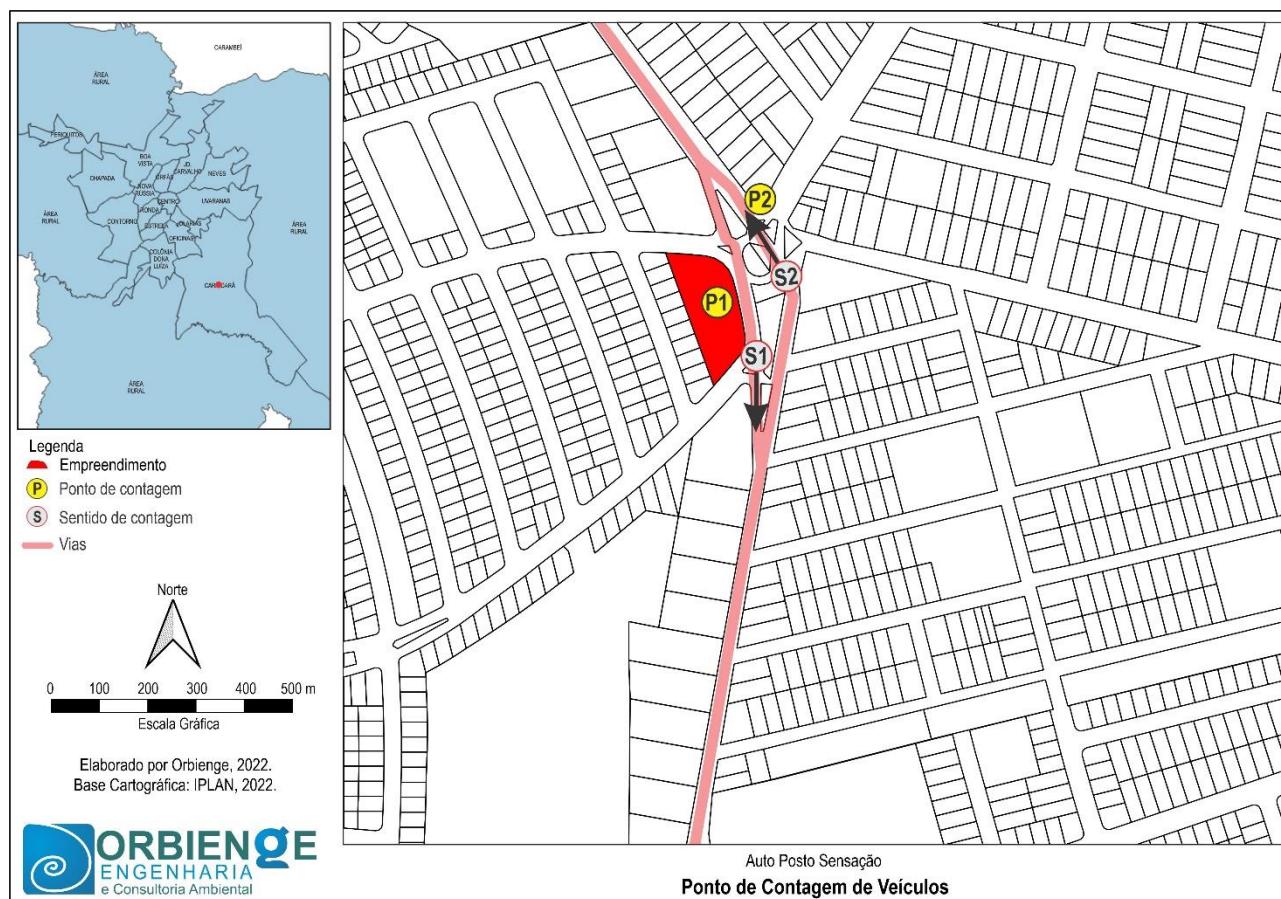 CARAMBEÍ
ÁREA
RURAL
PERIQUITOS
BOA
VISTA
JD.
CARVALHO
ÓRFÃS
NEVES
CHAPADA
NOVA
RÚSSIA
CENTRO
UVARANAS
RONDA
CONTORNO
ESTRELA
OLARIAS
OFICINAS
ÁREA
RURAL
ÁREA
RURAL
COLÔNIA
DONA
LUÍZA
CARÁ-CARÁ
ÁREA
RURAL
Legenda
Empreendimento
P Ponto de contagem
S Sentido de contagem
Vias
Norte
0 100 200 300 400 500 m
Escala Gráfica
Elaborado por Orbienge, 2022.
Base Cartográfica: IPLAN, 2022.
ORBIENGE
ENGENHARIA
e Consultoria Ambiental
P2
S2
P1
S1
Auto Posto Sensação
Ponto de Contagem de Veículos